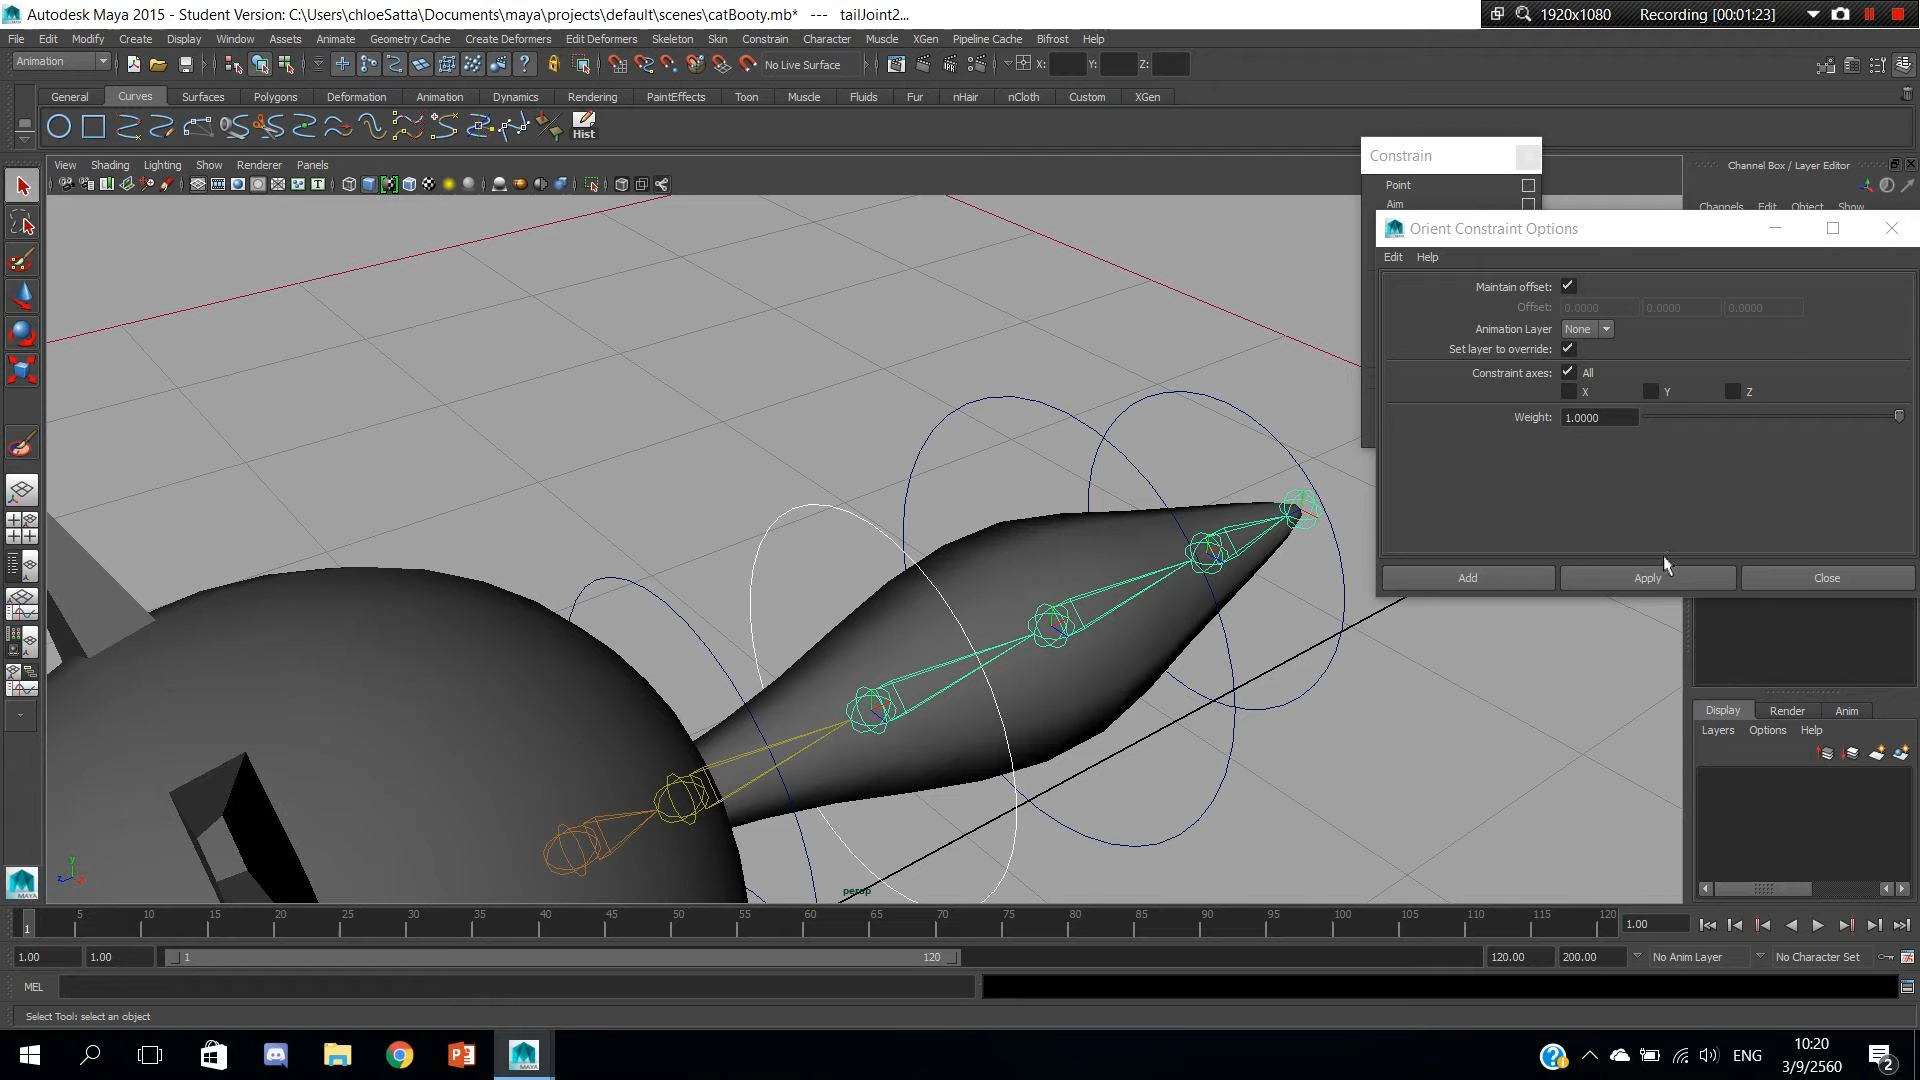 Autodesk Maya 2015 - Student Version: C:\Users\chloeSatta\Documents\maya\projects\default\scenes\catBooty.mb* --- tailJoint2...
1920x1080 Recording [00:01:23]
File Edit Modify Create Display Window Assets Animate Geometry Cache Create Deformers Edit Deformers Skeleton Skin Constrain Character Muscle XGen Pipeline Cache Bifrost Help
Animation No Live Surface X: Y: Z:
General Curves Surfaces Polygons Deformation Animation Dynamics Rendering PaintEffects Toon Muscle Fluids Fur nHair nCloth Custom XGen
Hist
View Shading Lighting Show Renderer Panels
Constrain
Point
Aim
Channel Box / Layer Editor
Channels Edit Object Show
Orient Constraint Options
Edit Help
Maintain offset:
Offset: 0.0000 0.0000 0.0000
Animation Layer None
Set layer to override:
Constraint axes: All
X Y Z
Weight: 1.0000
Add Apply Close
Display Render Anim
Layers Options Help
y
z
persp
5 10 15 20 25 30 35 40 45 50 55 60 65 70 75 80 85 90 95 100 105 110 115 120
1 1.00
1.00 1.00 1 120 120.00 200.00 No Anim Layer No Character Set
MEL
Select Tool: select an object
MAYA
ENG
10:20
3/9/2560
2